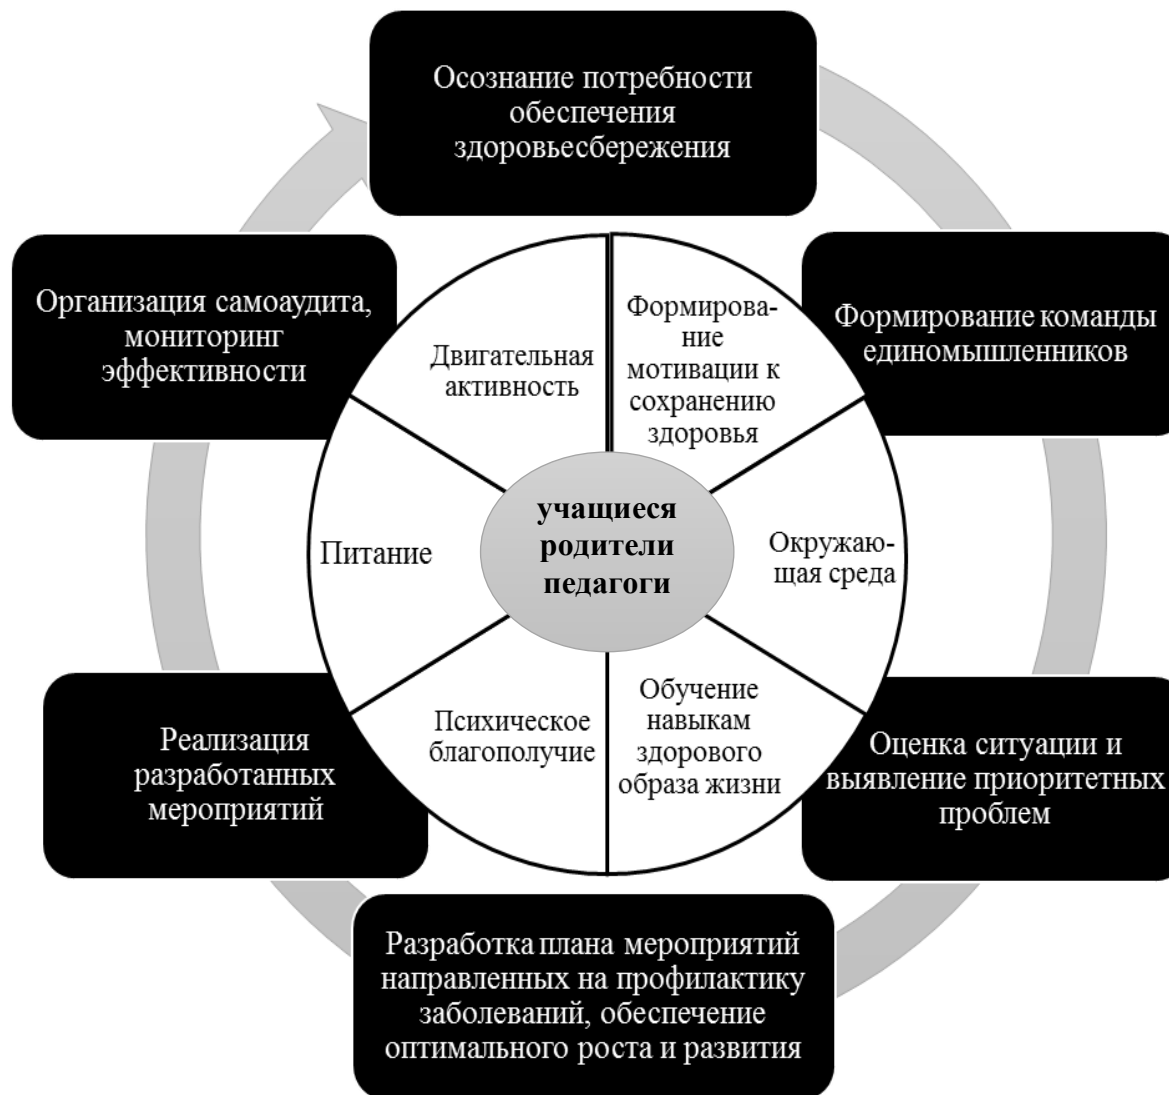 Осознание потребности
обеспечения
здоровьесбережения
Формирование команды
единомышленников
Оценка ситуации и
выявление приоритетных
проблем
Разработка плана мероприятий
направленных на профилактику
заболеваний, обеспечение
оптимального роста и развития
Реализация
разработанных
мероприятий
Организация самоаудита,
мониторинг
эффективности
Формирова-
ние
мотивации к
сохранению
здоровья
Окружаю-
щая среда
Обучение
навыкам
здорового
образа жизни
Психическое
благополучие
Питание
Двигательная
активность
учащиеся
родители
педагоги